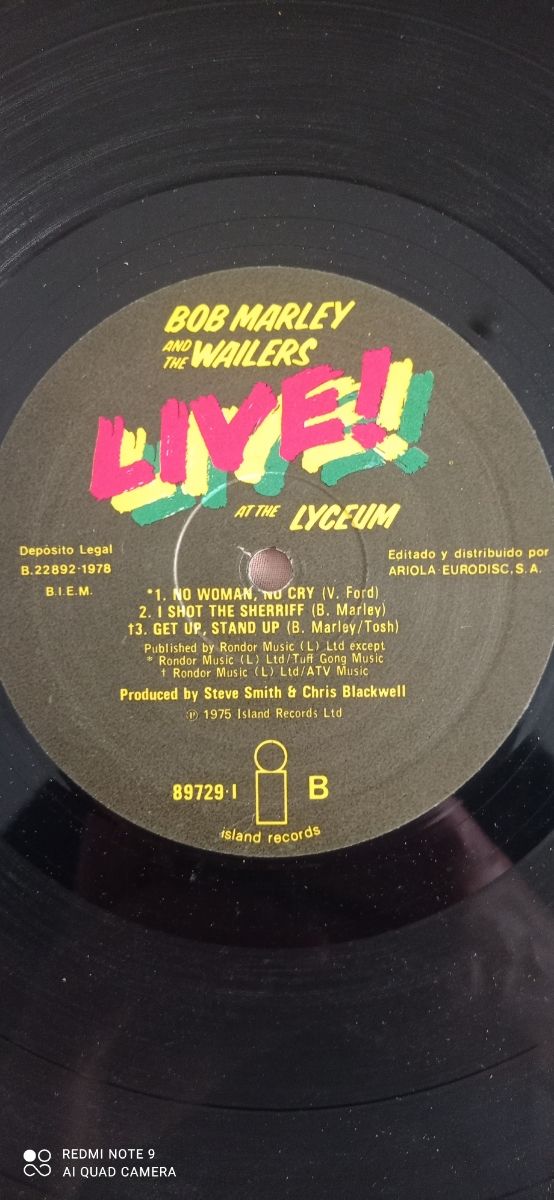 BOB MARLEY
AND THE WAILERS
LIVE!
AT THE LYCEUM
Depósito Legal
B.22892-1978
B.I.E.M.
Editado y distribuido por
ARIOLA-EURODISC, S.A.
*1. NO WOMAN, NO CRY (V. Ford)
2. I SHOT THE SHERRIFF (B. Marley)
†3. GET UP, STAND UP (B. Marley/Tosh)
Published by Rondor Music (L) Ltd except
* Rondor Music (L) Ltd/Tuff Gong Music
† Rondor Music (L) Ltd/ATV Music
Produced by Steve Smith & Chris Blackwell
℗ 1975 Island Records Ltd
89729-I B
island records
REDMI NOTE 9
AI QUAD CAMERA